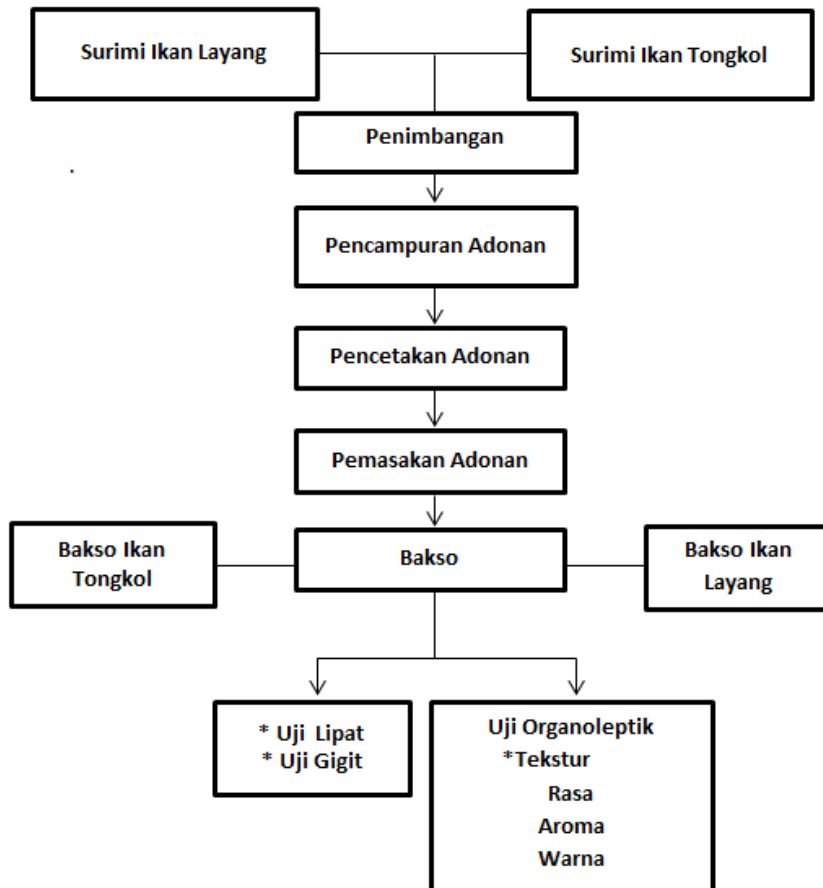 Surimi Ikan Layang
Surimi Ikan Tongkol
Penimbangan
Pencampuran Adonan
Pencetakan Adonan
Pemasakan Adonan
Bakso Ikan
Tongkol
Bakso
Bakso Ikan
Layang
* Uji Lipat
* Uji Gigit
Uji Organoleptik
*Tekstur
Rasa
Aroma
Warna